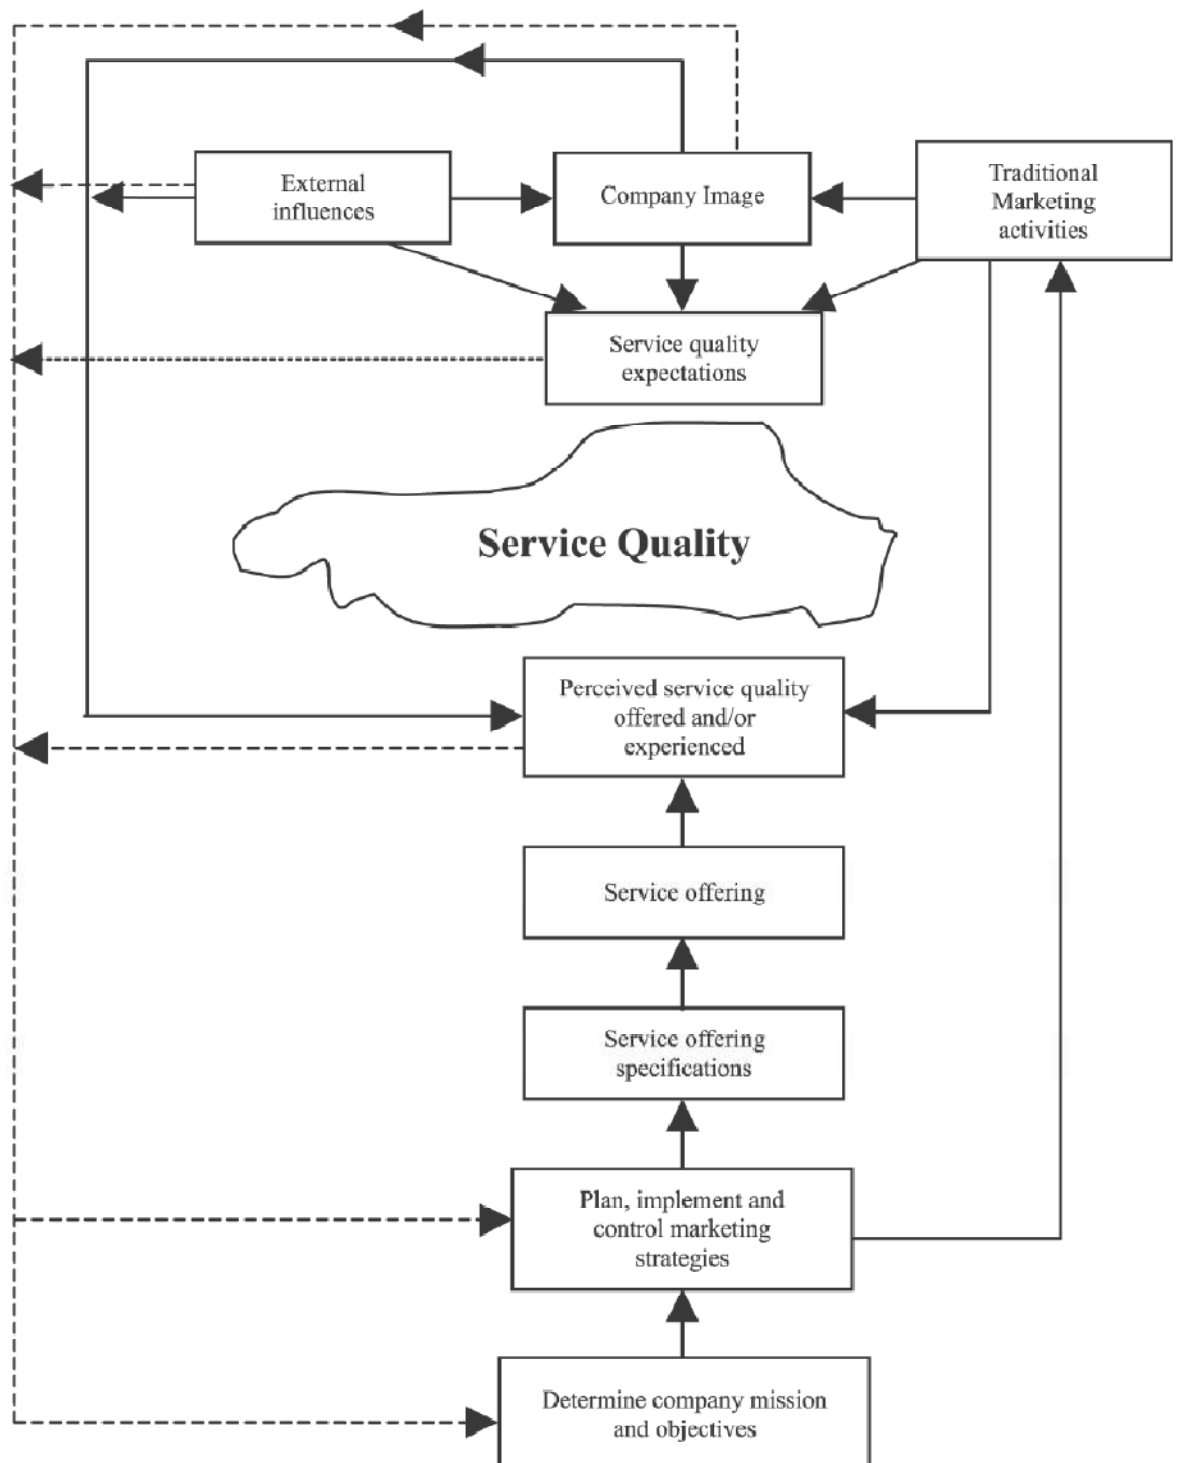 External
influences
Company Image
Traditional
Marketing
activities
Service quality
expectations
Service Quality
Perceived service quality
offered and/or
experienced
Service offering
Service offering
specifications
Plan, implement and
control marketing
strategies
Determine company mission
and objectives